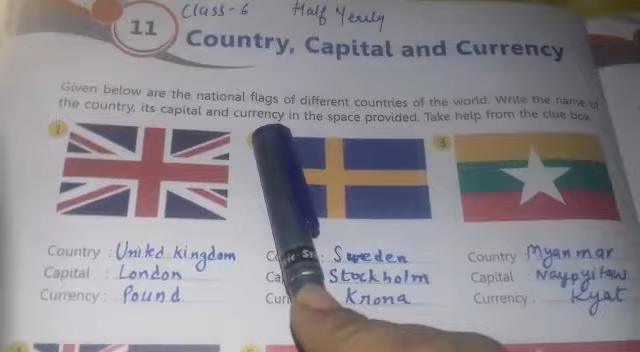 Class-6 Half Yearly
11
Country, Capital and Currency
Given below are the national flags of different countries of the world. Write the name of
the country, its capital and currency in the space provided. Take help from the clue box
1
3
Country : United kingdom
Capital : London
Currency : Pound
: Sweden
Ca Stockholm
Cur Krona
Country Myanmar
Capital : Naypyitaw
Currency : Kyat